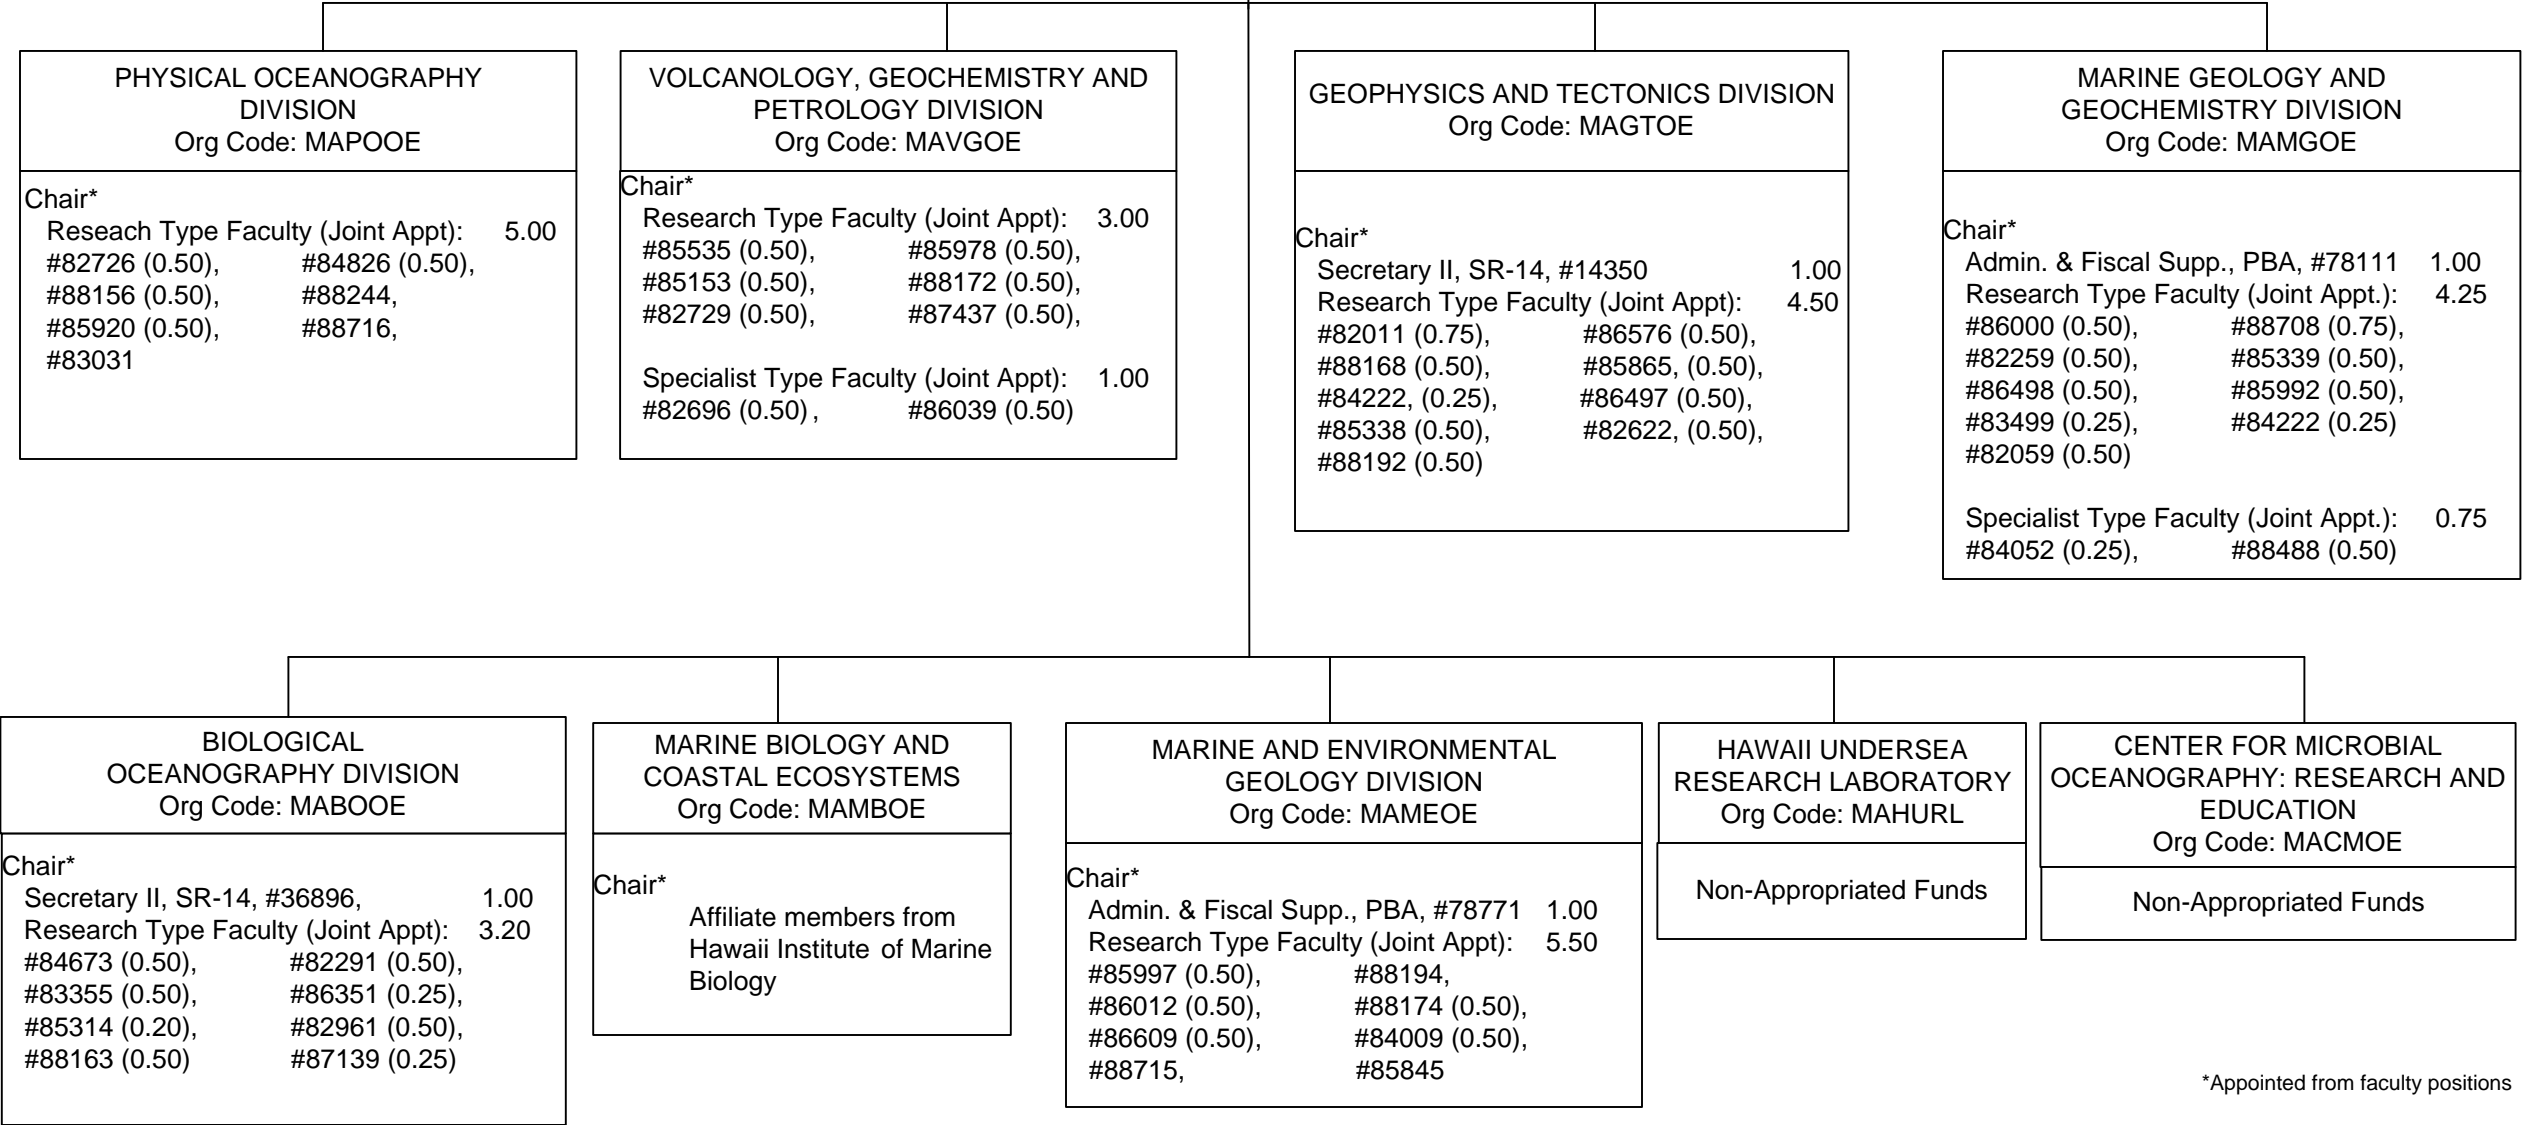 PHYSICAL OCEANOGRAPHY
DIVISION
Org Code: MAPOOE
Chair*
Reseach Type Faculty (Joint Appt): 5.00
#82726 (0.50), #84826 (0.50),
#88156 (0.50), #88244,
#85920 (0.50), #88716,
#83031
VOLCANOLOGY, GEOCHEMISTRY AND
PETROLOGY DIVISION
Org Code: MAVGOE
Chair*
Research Type Faculty (Joint Appt): 3.00
#85535 (0.50), #85978 (0.50),
#85153 (0.50), #88172 (0.50),
#82729 (0.50), #87437 (0.50),
Specialist Type Faculty (Joint Appt): 1.00
#82696 (0.50), #86039 (0.50)
GEOPHYSICS AND TECTONICS DIVISION
Org Code: MAGTOE
Chair*
Secretary II, SR-14, #14350 1.00
Research Type Faculty (Joint Appt): 4.50
#82011 (0.75), #86576 (0.50),
#88168 (0.50), #85865, (0.50),
#84222, (0.25), #86497 (0.50),
#85338 (0.50), #82622, (0.50),
#88192 (0.50)
MARINE GEOLOGY AND
GEOCHEMISTRY DIVISION
Org Code: MAMGOE
Chair*
Admin. & Fiscal Supp., PBA, #78111 1.00
Research Type Faculty (Joint Appt.): 4.25
#86000 (0.50), #88708 (0.75),
#82259 (0.50), #85339 (0.50),
#86498 (0.50), #85992 (0.50),
#83499 (0.25), #84222 (0.25)
#82059 (0.50)
Specialist Type Faculty (Joint Appt.): 0.75
#84052 (0.25), #88488 (0.50)
BIOLOGICAL
OCEANOGRAPHY DIVISION
Org Code: MABOOE
Chair*
Secretary II, SR-14, #36896, 1.00
Research Type Faculty (Joint Appt): 3.20
#84673 (0.50), #82291 (0.50),
#83355 (0.50), #86351 (0.25),
#85314 (0.20), #82961 (0.50),
#88163 (0.50) #87139 (0.25)
MARINE BIOLOGY AND
COASTAL ECOSYSTEMS
Org Code: MAMBOE
Chair*
Affiliate members from
Hawaii Institute of Marine
Biology
MARINE AND ENVIRONMENTAL
GEOLOGY DIVISION
Org Code: MAMEOE
Chair*
Admin. & Fiscal Supp., PBA, #78771 1.00
Research Type Faculty (Joint Appt): 5.50
#85997 (0.50), #88194,
#86012 (0.50), #88174 (0.50),
#86609 (0.50), #84009 (0.50),
#88715, #85845
HAWAII UNDERSEA
RESEARCH LABORATORY
Org Code: MAHURL
Non-Appropriated Funds
CENTER FOR MICROBIAL
OCEANOGRAPHY: RESEARCH AND
EDUCATION
Org Code: MACMOE
Non-Appropriated Funds
*Appointed from faculty positions